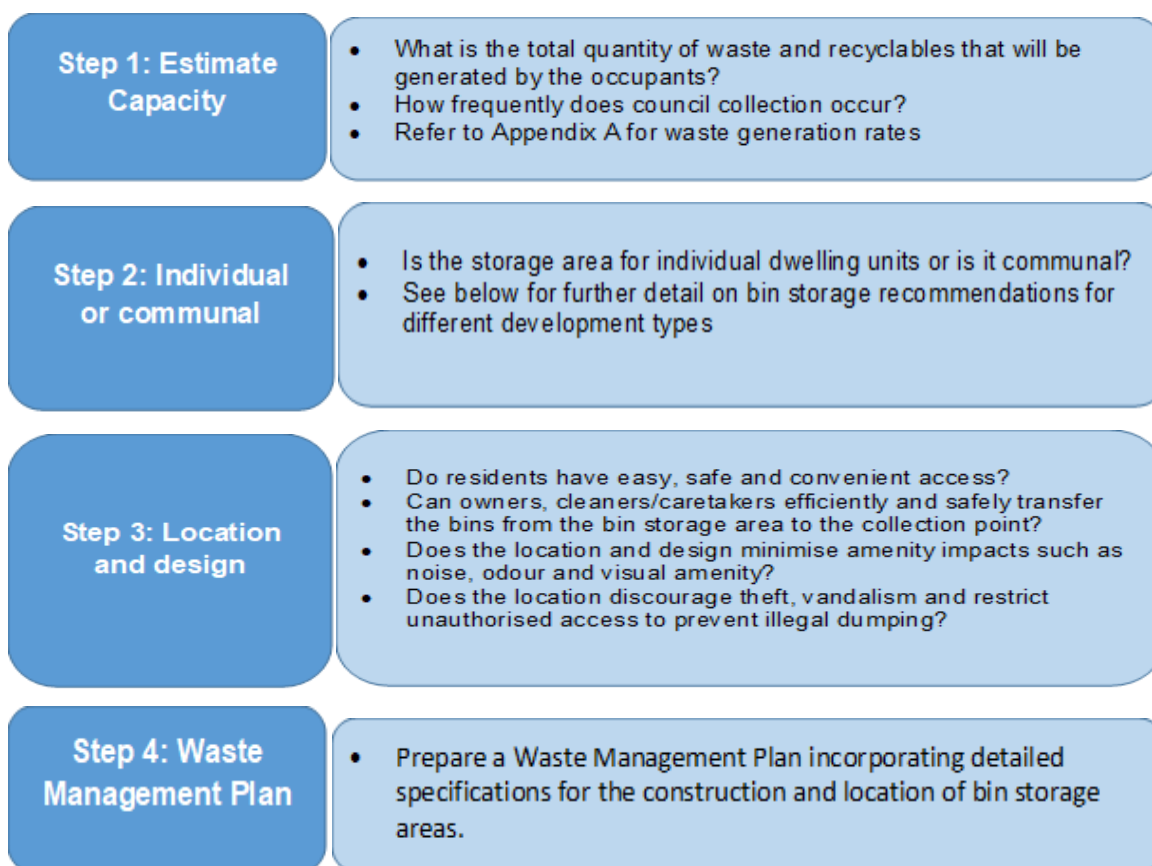 Step 1: Estimate
Capacity
• What is the total quantity of waste and recyclables that will be
generated by the occupants?
• How frequently does council collection occur?
• Refer to Appendix A for waste generation rates
Step 2: Individual
or communal
• Is the storage area for individual dwelling units or is it communal?
• See below for further detail on bin storage recommendations for
different development types
Step 3: Location
and design
• Do residents have easy, safe and convenient access?
• Can owners, cleaners/caretakers efficiently and safely transfer
the bins from the bin storage area to the collection point?
• Does the location and design minimise amenity impacts such as
noise, odour and visual amenity?
• Does the location discourage theft, vandalism and restrict
unauthorised access to prevent illegal dumping?
Step 4: Waste
Management Plan
• Prepare a Waste Management Plan incorporating detailed
specifications for the construction and location of bin storage
areas.